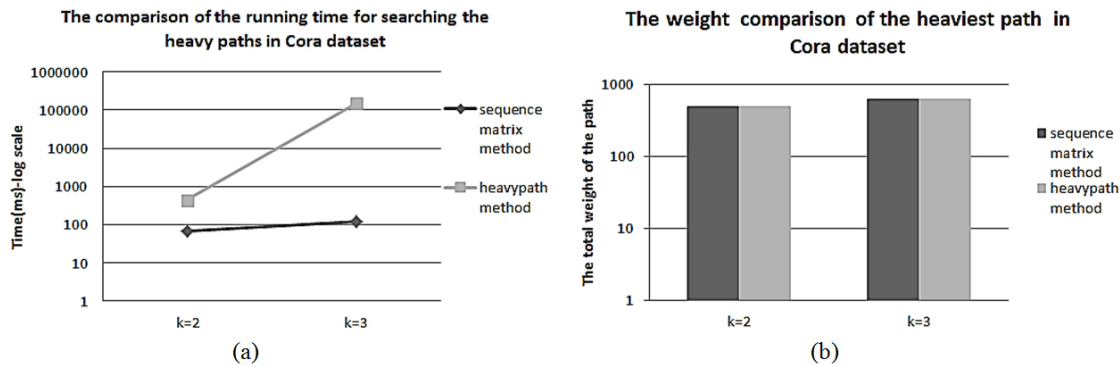 The comparison of the running time for searching the
heavy paths in Cora dataset
Time(ms)-log scale
1000000
100000
10000
1000
100
10
1
k=2
k=3
sequence
matrix
method
heavypath
method
(a)
The weight comparison of the heaviest path in
Cora dataset
The total weight of the path
1000
100
10
1
k=2
k=3
sequence
matrix
method
heavypath
method
(b)